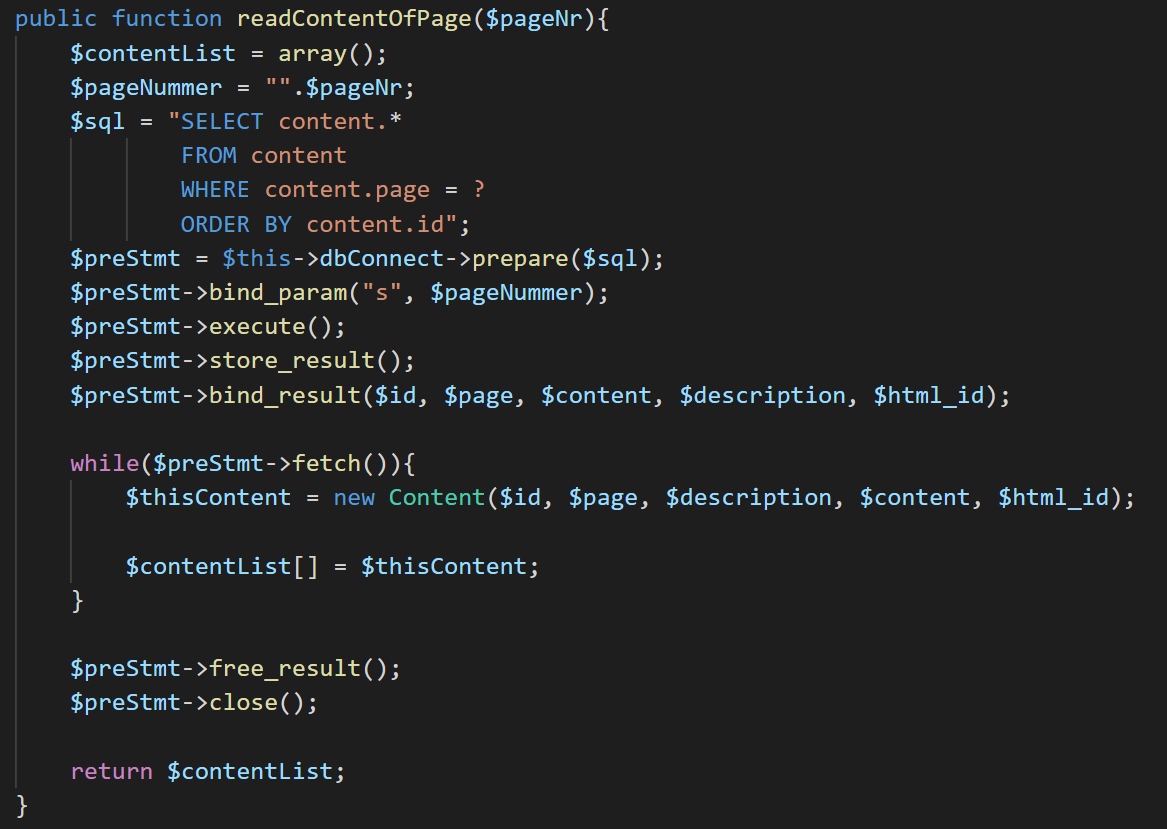 public function readContentOfPage($pageNr){
    $contentList = array();
    $pageNummer = "".$pageNr;
    $sql = "SELECT content.*
            FROM content
            WHERE content.page = ?
            ORDER BY content.id";
    $preStmt = $this->dbConnect->prepare($sql);
    $preStmt->bind_param("s", $pageNummer);
    $preStmt->execute();
    $preStmt->store_result();
    $preStmt->bind_result($id, $page, $content, $description, $html_id);

    while($preStmt->fetch()){
        $thisContent = new Content($id, $page, $description, $content, $html_id);

        $contentList[] = $thisContent;
    }

    $preStmt->free_result();
    $preStmt->close();

    return $contentList;
}